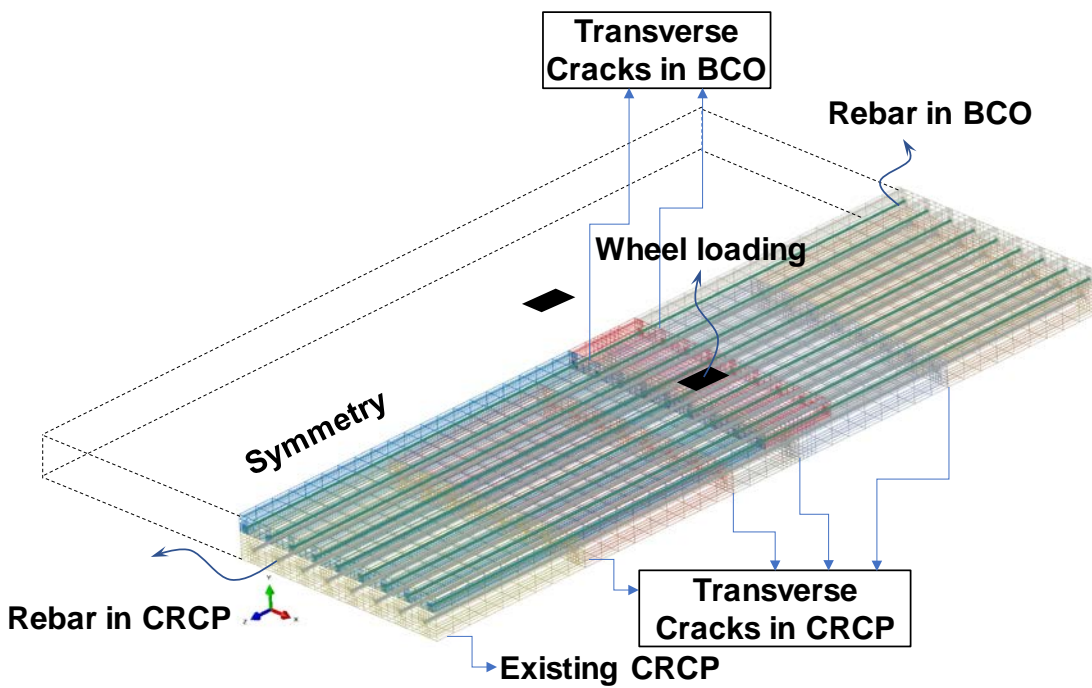 Transverse
Cracks in BCO
Rebar in BCO
Wheel loading
Symmetry
Rebar in CRCP
Y
Z
X
Transverse
Cracks in CRCP
Existing CRCP